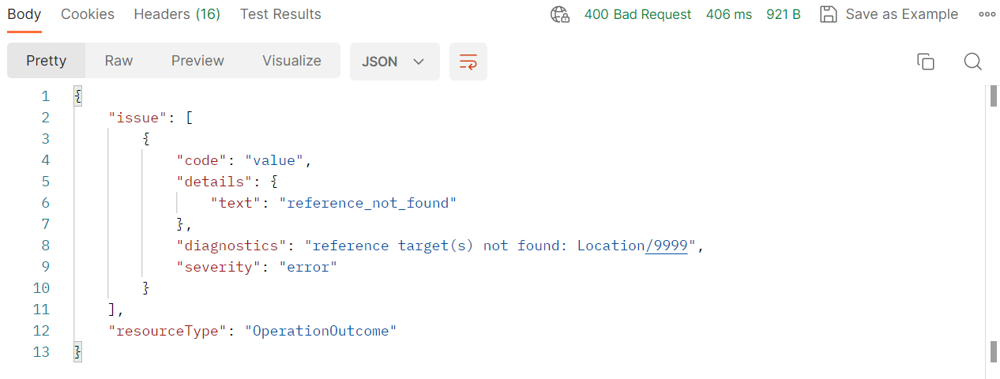 Body Cookies Headers (16) Test Results 400 Bad Request 406 ms 921 B Save as Example
Pretty Raw Preview Visualize JSON
1 {
2 "issue": [
3 {
4 "code": "value",
5 "details": {
6 "text": "reference_not_found"
7 },
8 "diagnostics": "reference target(s) not found: Location/9999",
9 "severity": "error"
10 }
11 ],
12 "resourceType": "OperationOutcome"
13 }